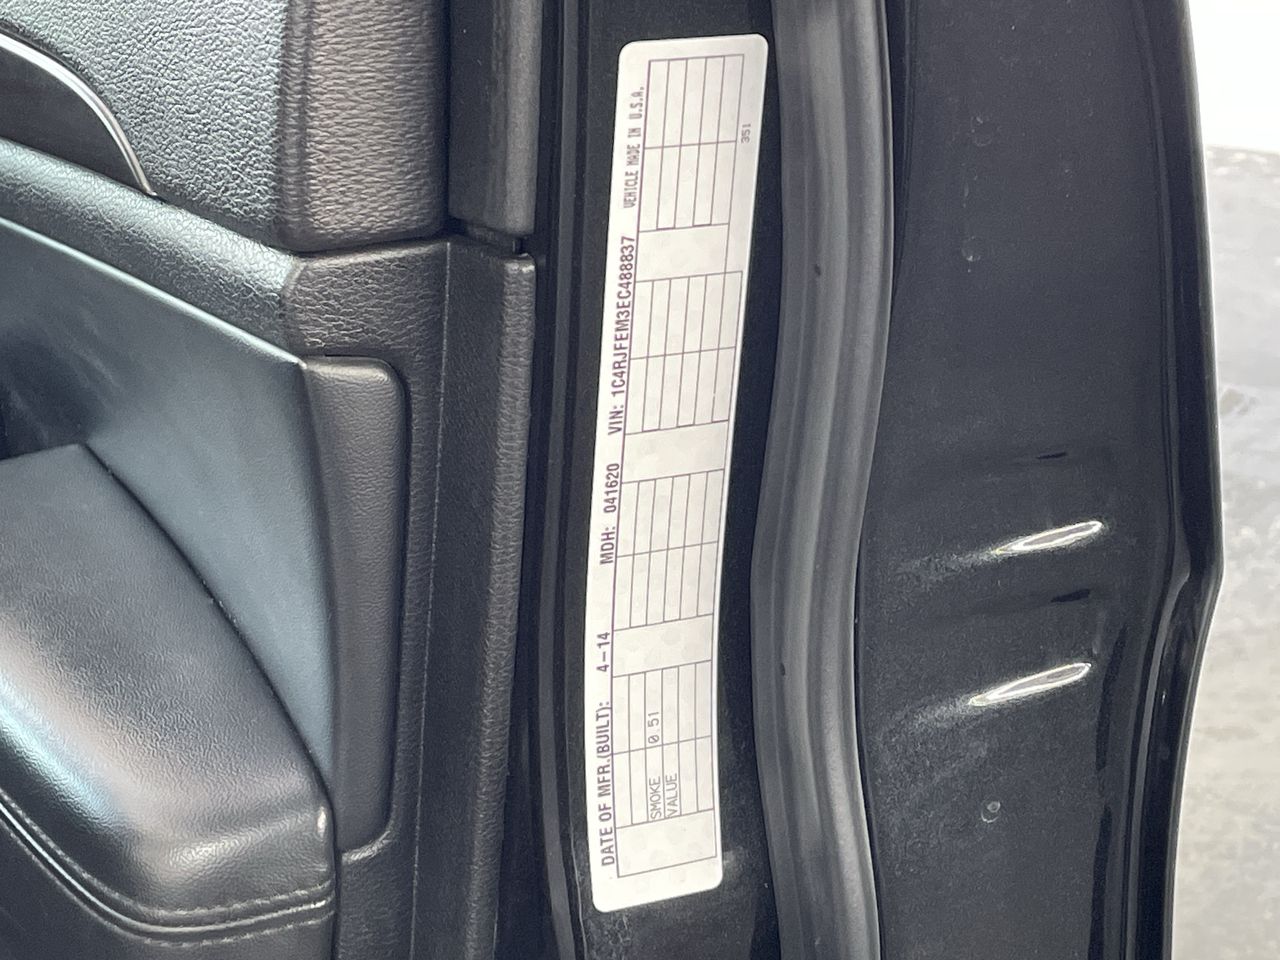 DATE OF MFR.(BUILT): 4-14 MDH: 041620 VIN: 1C4RJFEM3EC488837 VEHICLE MADE IN U.S.A.
SMOKE 0.51
VALUE
351